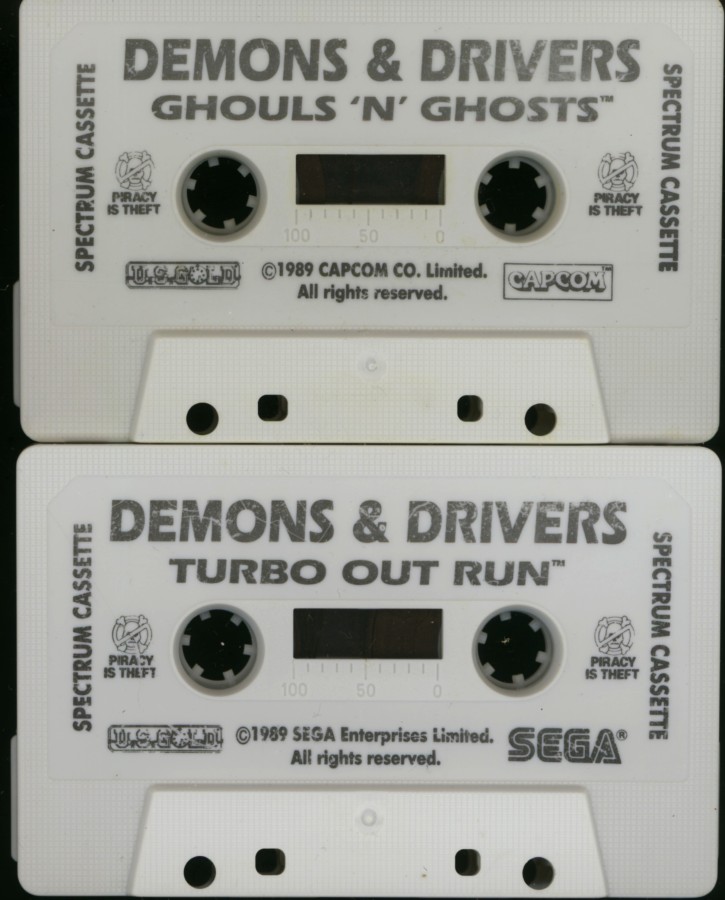 DEMONS & DRIVERS
GHOULS 'N' GHOSTS™
SPECTRUM CASSETTE
SPECTRUM CASSETTE
PIRACY
IS THEFT
PIRACY
IS THEFT
100 50 0
U.S. GOLD
©1989 CAPCOM CO. Limited.
All rights reserved.
CAPCOM
DEMONS & DRIVERS
TURBO OUT RUN™
SPECTRUM CASSETTE
SPECTRUM CASSETTE
PIRACY
IS THEFT
PIRACY
IS THEFT
100 50 0
U.S. GOLD
©1989 SEGA Enterprises Limited.
All rights reserved.
SEGA®